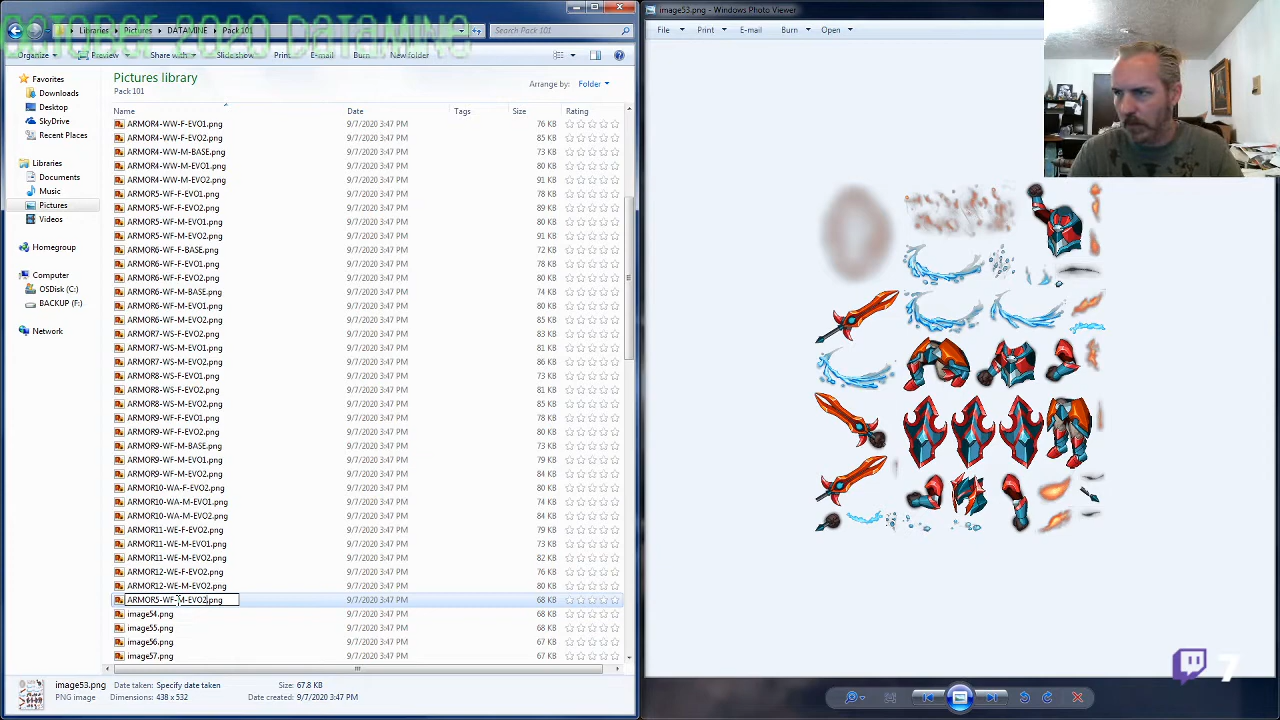 Libraries ▸ Pictures ▸ DATAMINE ▸ Pack 101
Search Pack 101
Organize
Preview
Share with
Slide show
Print
E-mail
Burn
New folder
Pictures library
Pack 101
Arrange by: Folder
Name Date Tags Size Rating
Favorites
Downloads
Desktop
SkyDrive
Recent Places
Libraries
Documents
Music
Pictures
Videos
Homegroup
Computer
OSDisk (C:)
BACKUP (F:)
Network
ARMOR4-WW-F-EVO1.png 9/7/2020 3:47 PM 76 KB
ARMOR4-WW-F-EVO2.png 9/7/2020 3:47 PM 85 KB
ARMOR4-WW-M-BASE.png 9/7/2020 3:47 PM 73 KB
ARMOR4-WW-M-EVO1.png 9/7/2020 3:47 PM 80 KB
ARMOR4-WW-M-EVO2.png 9/7/2020 3:47 PM 91 KB
ARMOR5-WF-F-EVO1.png 9/7/2020 3:47 PM 78 KB
ARMOR5-WF-F-EVO2.png 9/7/2020 3:47 PM 89 KB
ARMOR5-WF-M-EVO1.png 9/7/2020 3:47 PM 80 KB
ARMOR5-WF-M-EVO2.png 9/7/2020 3:47 PM 91 KB
ARMOR6-WF-F-BASE.png 9/7/2020 3:47 PM 72 KB
ARMOR6-WF-F-EVO1.png 9/7/2020 3:47 PM 78 KB
ARMOR6-WF-F-EVO2.png 9/7/2020 3:47 PM 80 KB
ARMOR6-WF-M-BASE.png 9/7/2020 3:47 PM 74 KB
ARMOR6-WF-M-EVO1.png 9/7/2020 3:47 PM 80 KB
ARMOR6-WF-M-EVO2.png 9/7/2020 3:47 PM 85 KB
ARMOR7-WS-F-EVO2.png 9/7/2020 3:47 PM 83 KB
ARMOR7-WS-M-EVO1.png 9/7/2020 3:47 PM 78 KB
ARMOR7-WS-M-EVO2.png 9/7/2020 3:47 PM 86 KB
ARMOR8-WS-F-EVO1.png 9/7/2020 3:47 PM 73 KB
ARMOR8-WS-F-EVO2.png 9/7/2020 3:47 PM 81 KB
ARMOR8-WS-M-EVO2.png 9/7/2020 3:47 PM 84 KB
ARMOR9-WF-F-EVO1.png 9/7/2020 3:47 PM 78 KB
ARMOR9-WF-F-EVO2.png 9/7/2020 3:47 PM 80 KB
ARMOR9-WF-M-BASE.png 9/7/2020 3:47 PM 73 KB
ARMOR9-WF-M-EVO1.png 9/7/2020 3:47 PM 79 KB
ARMOR9-WF-M-EVO2.png 9/7/2020 3:47 PM 84 KB
ARMOR10-WA-F-EVO2.png 9/7/2020 3:47 PM 80 KB
ARMOR10-WA-M-EVO1.png 9/7/2020 3:47 PM 74 KB
ARMOR10-WA-M-EVO2.png 9/7/2020 3:47 PM 84 KB
ARMOR11-WE-F-EVO2.png 9/7/2020 3:47 PM 79 KB
ARMOR11-WE-M-EVO1.png 9/7/2020 3:47 PM 73 KB
ARMOR11-WE-M-EVO2.png 9/7/2020 3:47 PM 82 KB
ARMOR12-WE-F-EVO2.png 9/7/2020 3:47 PM 76 KB
ARMOR12-WE-M-EVO2.png 9/7/2020 3:47 PM 80 KB
ARMOR5-WF-M-EVO2.png 9/7/2020 3:47 PM 68 KB
image54.png 9/7/2020 3:47 PM 68 KB
image55.png 9/7/2020 3:47 PM 68 KB
image56.png 9/7/2020 3:47 PM 67 KB
image57.png 9/7/2020 3:47 PM 67 KB
image53.png Date taken: Specify date taken Size: 67.8 KB
PNG image Dimensions: 438 x 532 Date created: 9/7/2020 3:47 PM
image53.png - Windows Photo Viewer
File
Print
E-mail
Burn
Open
7